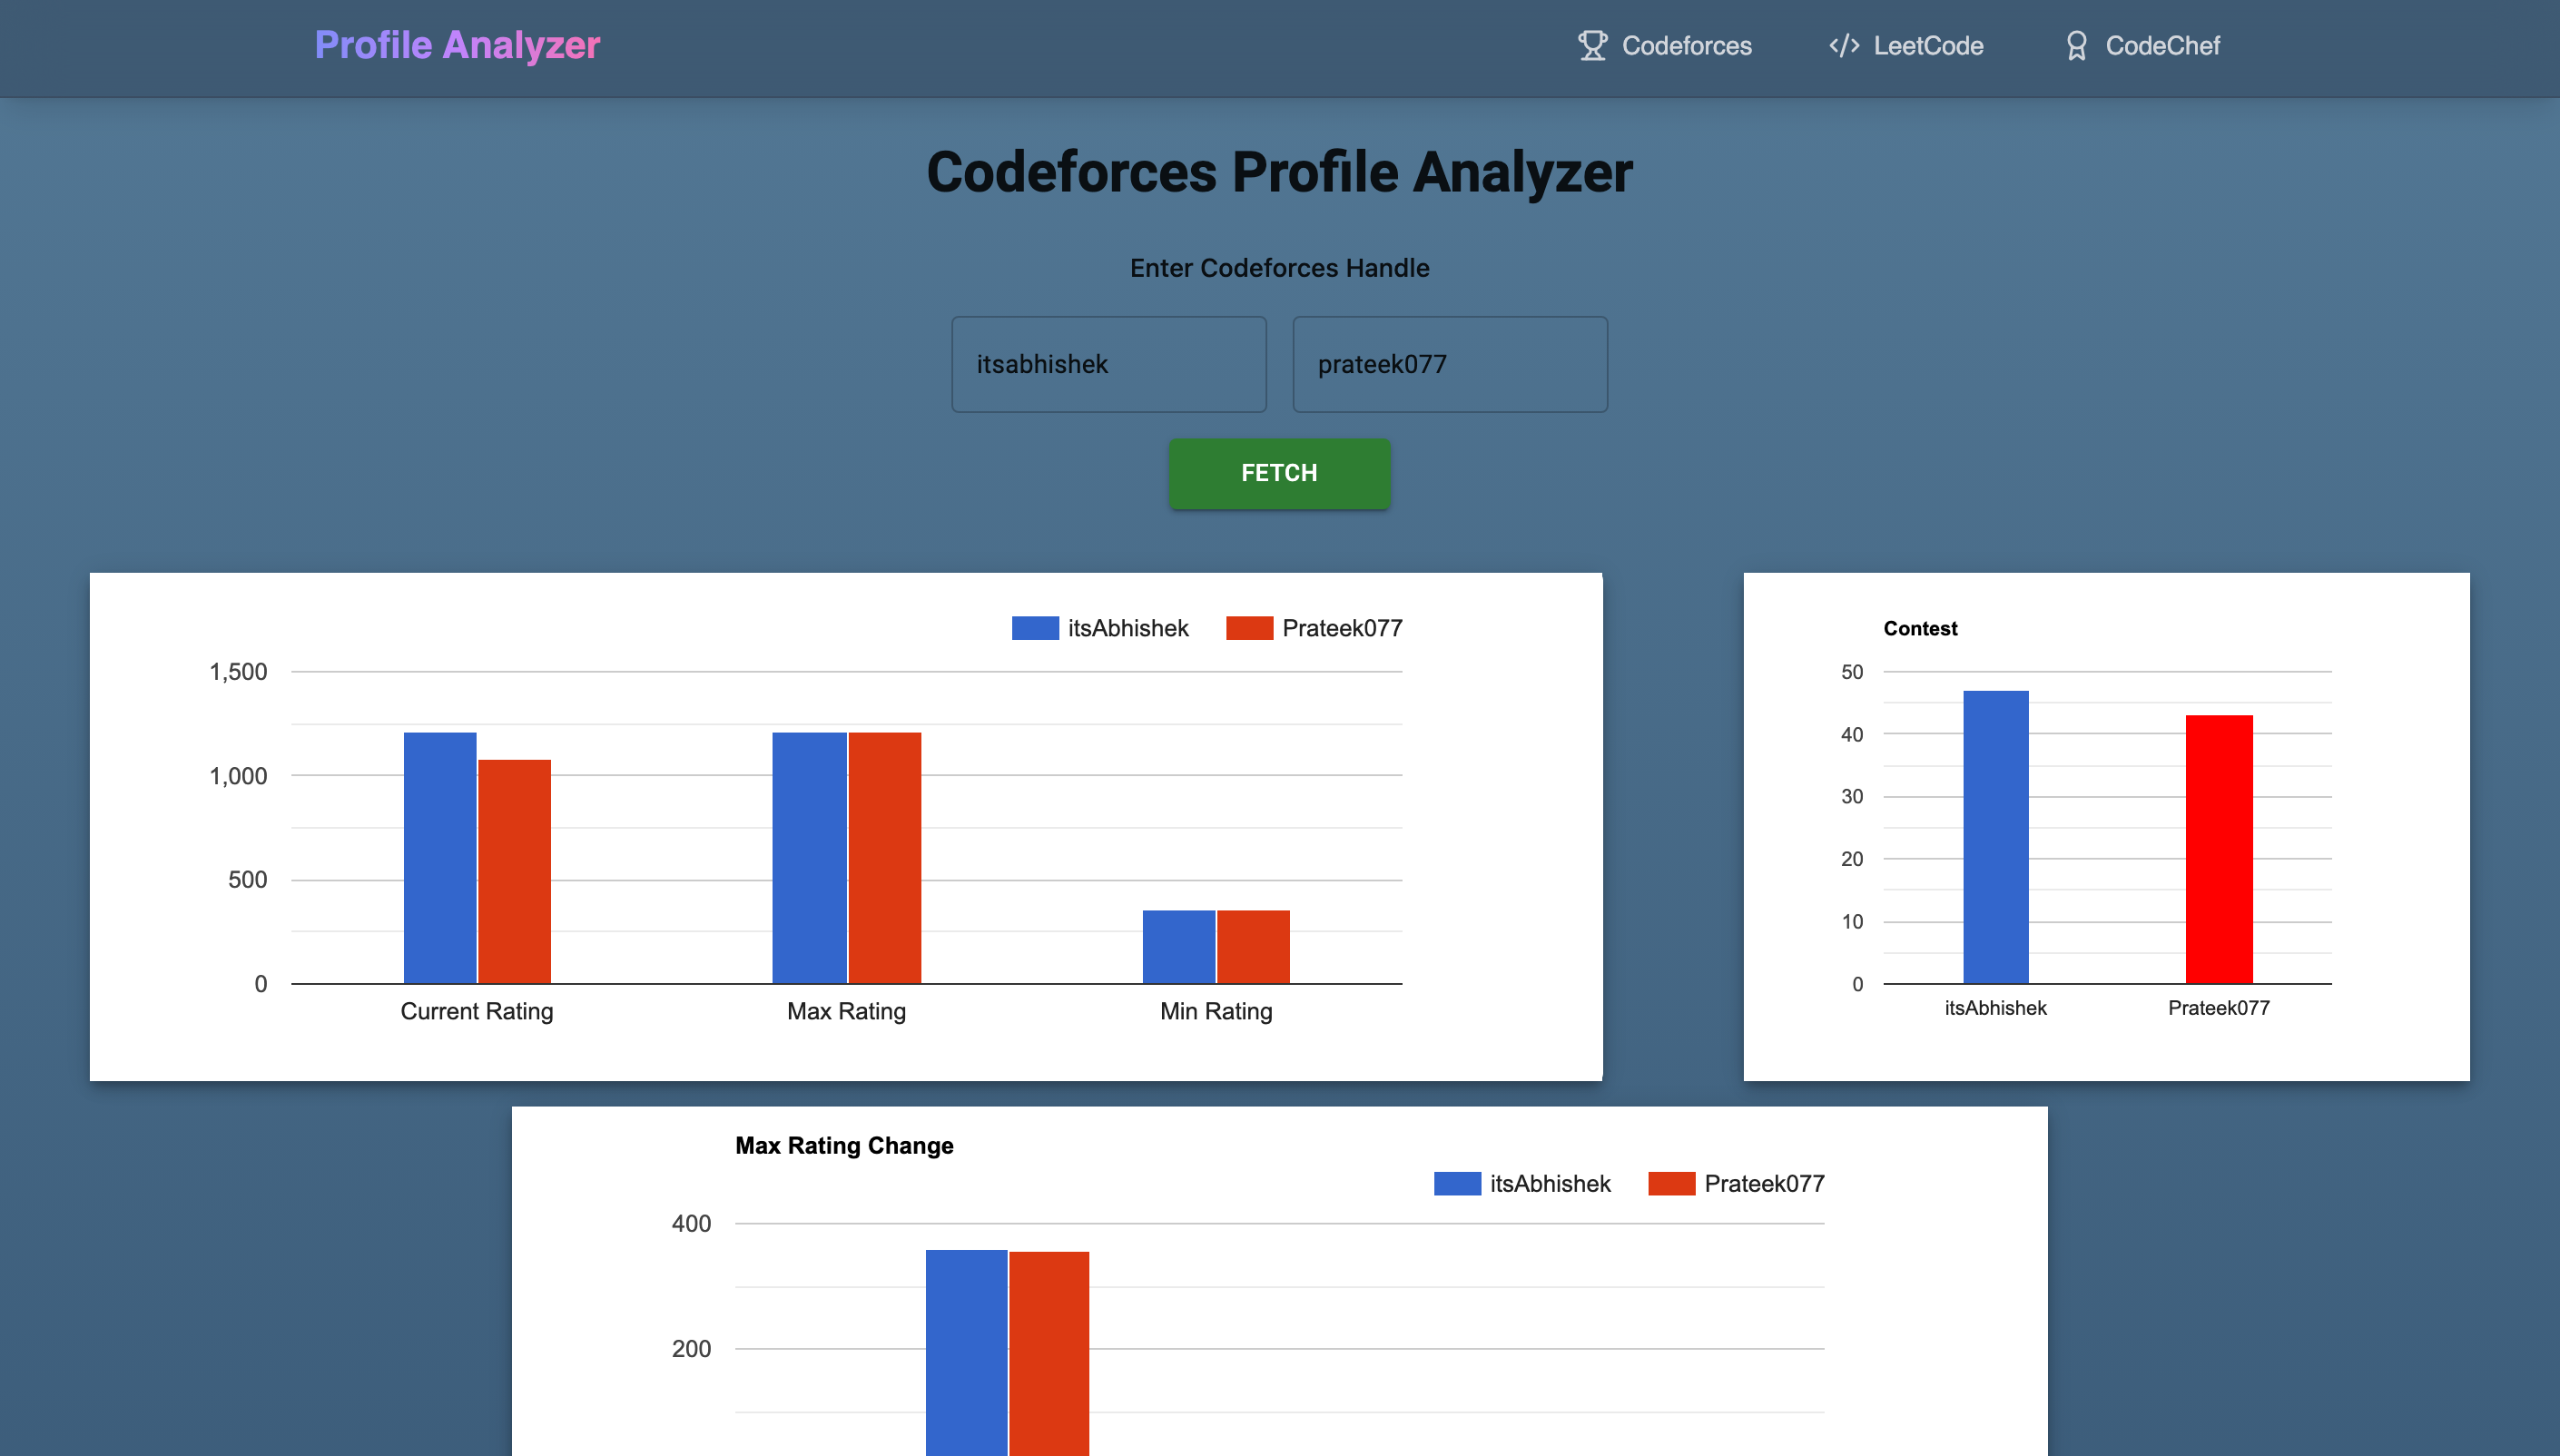 Profile Analyzer
Codeforces
LeetCode
CodeChef
Codeforces Profile Analyzer
Enter Codeforces Handle
itsabhishek
prateek077
FETCH
itsAbhishek
Prateek077
1,500
1,000
500
0
Current Rating
Max Rating
Min Rating
Contest
50
40
30
20
10
0
itsAbhishek
Prateek077
Max Rating Change
itsAbhishek
Prateek077
400
200